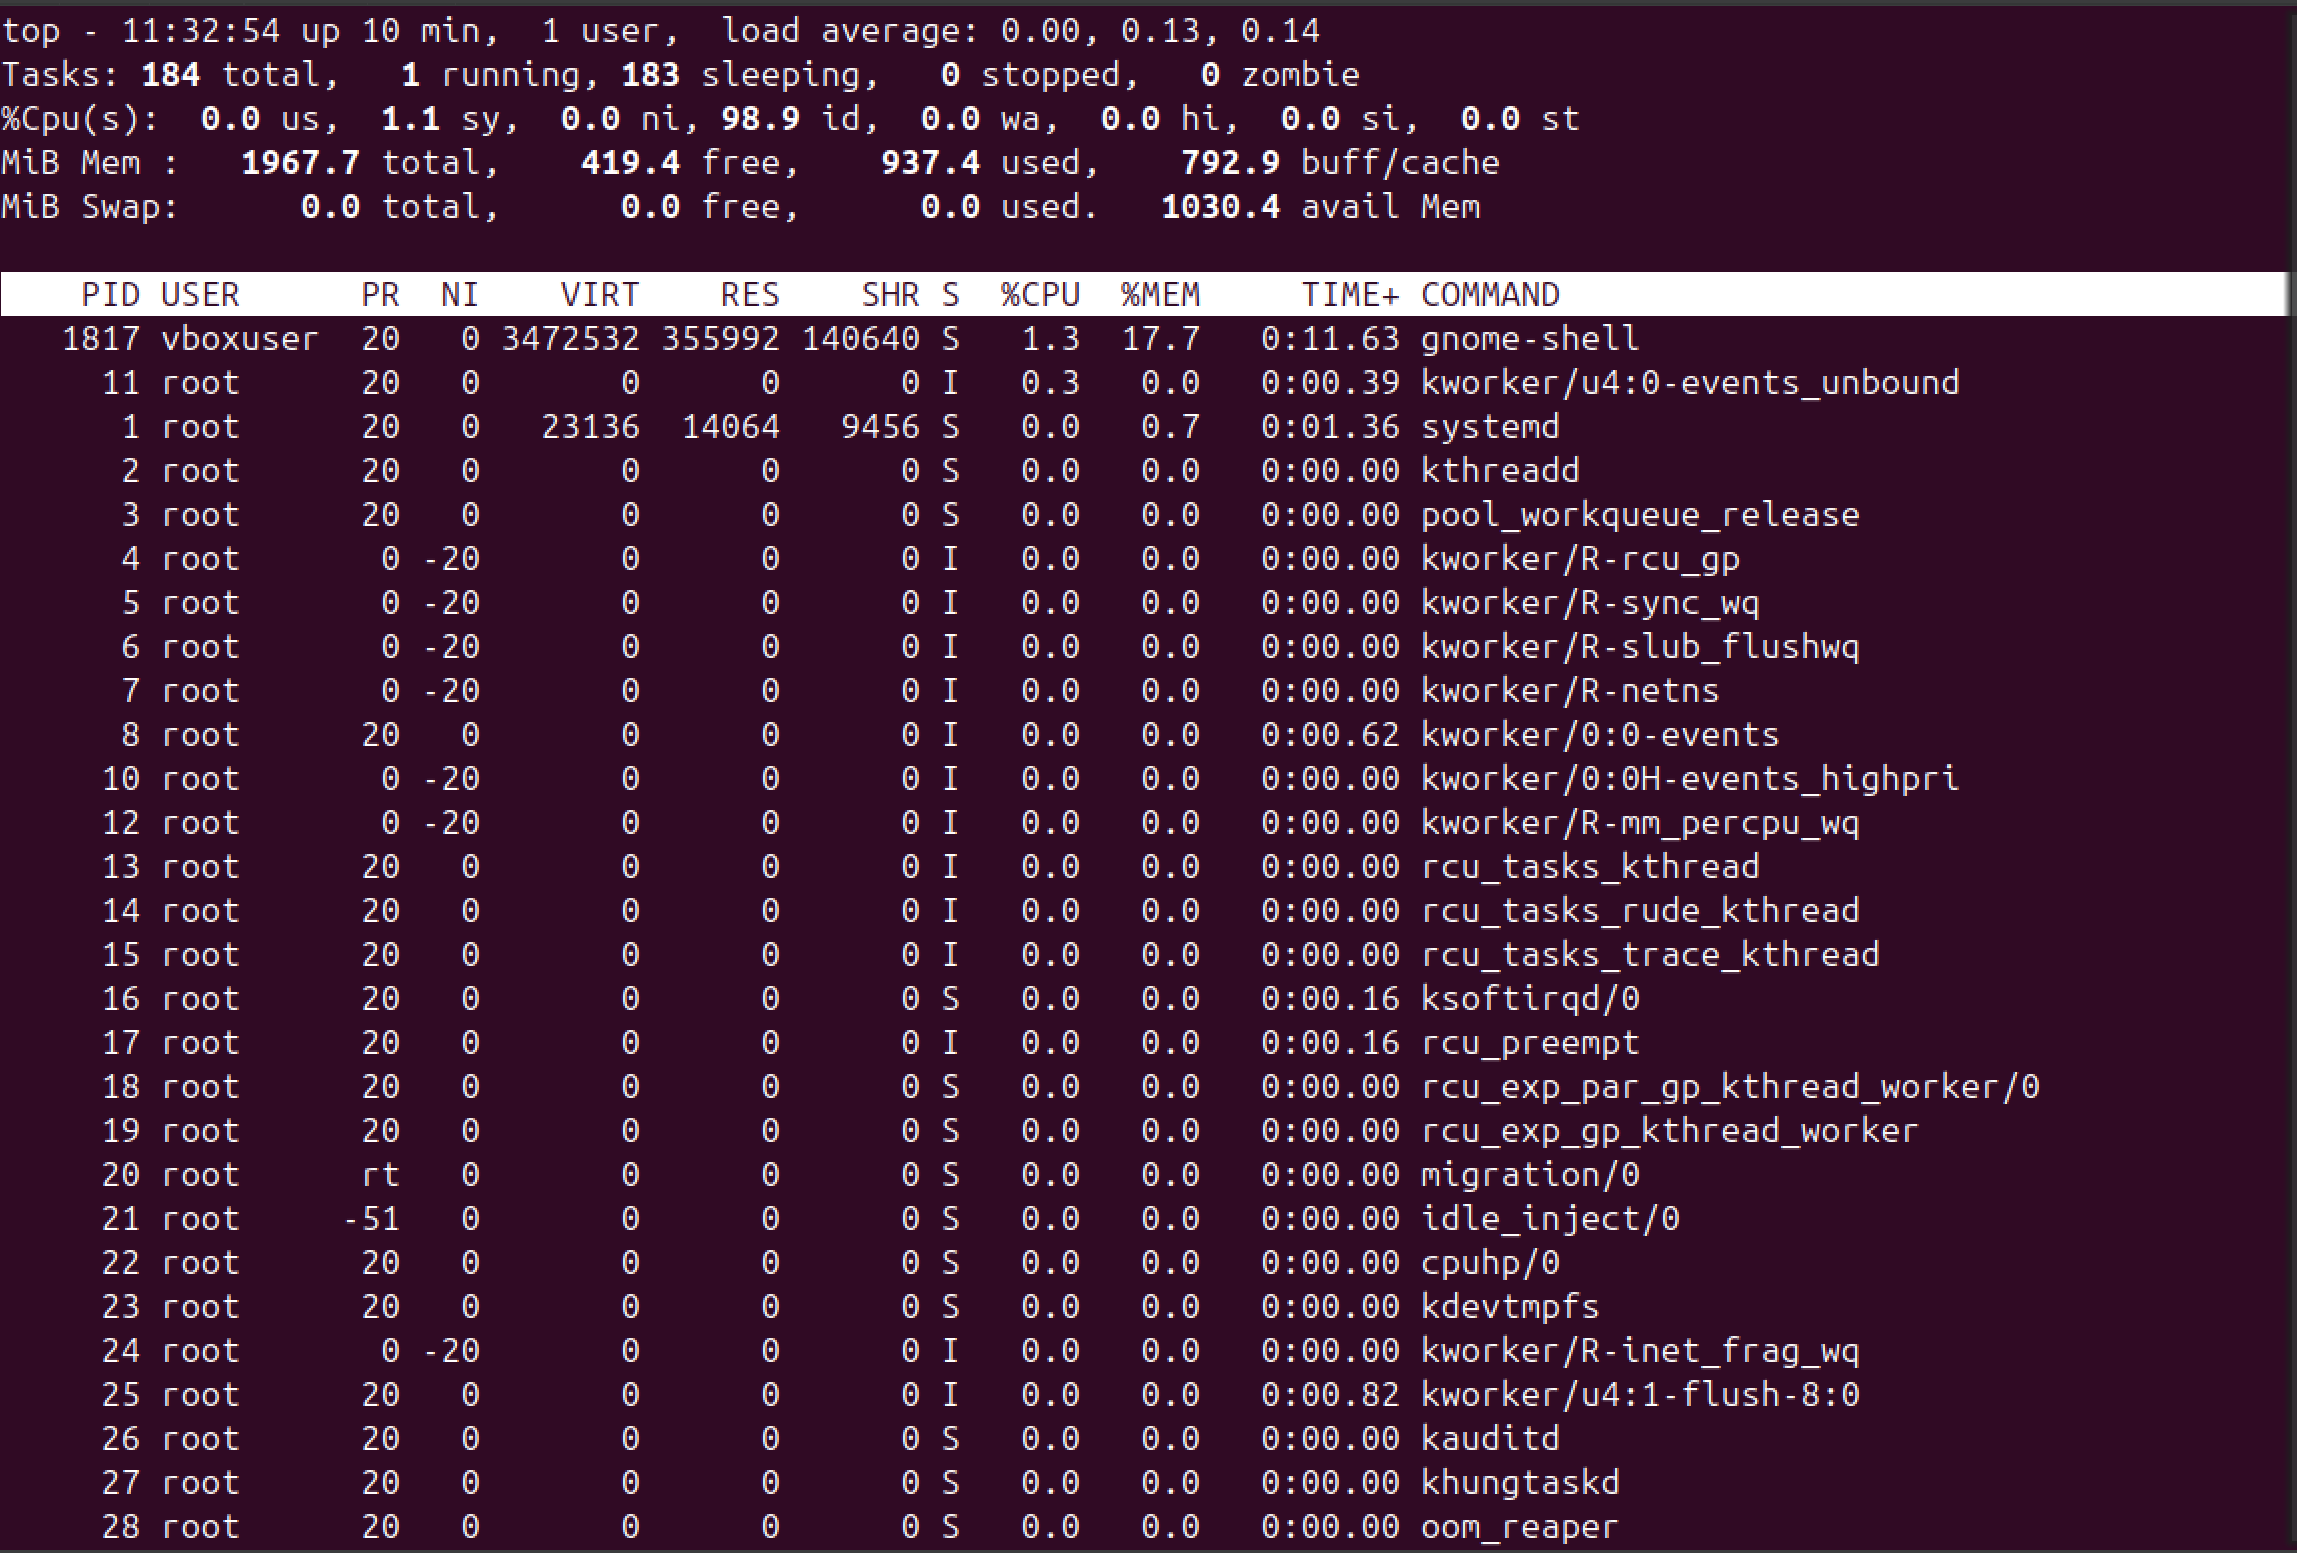 top - 11:32:54 up 10 min,  1 user,  load average: 0.00, 0.13, 0.14
Tasks: 184 total,   1 running, 183 sleeping,   0 stopped,   0 zombie
%Cpu(s):  0.0 us,  1.1 sy,  0.0 ni, 98.9 id,  0.0 wa,  0.0 hi,  0.0 si,  0.0 st
MiB Mem :   1967.7 total,    419.4 free,    937.4 used,    792.9 buff/cache
MiB Swap:      0.0 total,      0.0 free,      0.0 used.   1030.4 avail Mem
PID USER      PR  NI    VIRT    RES    SHR S  %CPU  %MEM     TIME+ COMMAND
1817 vboxuser  20   0 3472532 355992 140640 S   1.3  17.7   0:11.63 gnome-shell
11 root      20   0       0      0      0 I   0.3   0.0   0:00.39 kworker/u4:0-events_unbound
1 root      20   0   23136  14064   9456 S   0.0   0.7   0:01.36 systemd
2 root      20   0       0      0      0 S   0.0   0.0   0:00.00 kthreadd
3 root      20   0       0      0      0 S   0.0   0.0   0:00.00 pool_workqueue_release
4 root       0 -20       0      0      0 I   0.0   0.0   0:00.00 kworker/R-rcu_gp
5 root       0 -20       0      0      0 I   0.0   0.0   0:00.00 kworker/R-sync_wq
6 root       0 -20       0      0      0 I   0.0   0.0   0:00.00 kworker/R-slub_flushwq
7 root       0 -20       0      0      0 I   0.0   0.0   0:00.00 kworker/R-netns
8 root      20   0       0      0      0 I   0.0   0.0   0:00.62 kworker/0:0-events
10 root       0 -20       0      0      0 I   0.0   0.0   0:00.00 kworker/0:0H-events_highpri
12 root       0 -20       0      0      0 I   0.0   0.0   0:00.00 kworker/R-mm_percpu_wq
13 root      20   0       0      0      0 I   0.0   0.0   0:00.00 rcu_tasks_kthread
14 root      20   0       0      0      0 I   0.0   0.0   0:00.00 rcu_tasks_rude_kthread
15 root      20   0       0      0      0 I   0.0   0.0   0:00.00 rcu_tasks_trace_kthread
16 root      20   0       0      0      0 S   0.0   0.0   0:00.16 ksoftirqd/0
17 root      20   0       0      0      0 I   0.0   0.0   0:00.16 rcu_preempt
18 root      20   0       0      0      0 S   0.0   0.0   0:00.00 rcu_exp_par_gp_kthread_worker/0
19 root      20   0       0      0      0 S   0.0   0.0   0:00.00 rcu_exp_gp_kthread_worker
20 root      rt   0       0      0      0 S   0.0   0.0   0:00.00 migration/0
21 root     -51   0       0      0      0 S   0.0   0.0   0:00.00 idle_inject/0
22 root      20   0       0      0      0 S   0.0   0.0   0:00.00 cpuhp/0
23 root      20   0       0      0      0 S   0.0   0.0   0:00.00 kdevtmpfs
24 root       0 -20       0      0      0 I   0.0   0.0   0:00.00 kworker/R-inet_frag_wq
25 root      20   0       0      0      0 I   0.0   0.0   0:00.82 kworker/u4:1-flush-8:0
26 root      20   0       0      0      0 S   0.0   0.0   0:00.00 kauditd
27 root      20   0       0      0      0 S   0.0   0.0   0:00.00 khungtaskd
28 root      20   0       0      0      0 S   0.0   0.0   0:00.00 oom_reaper